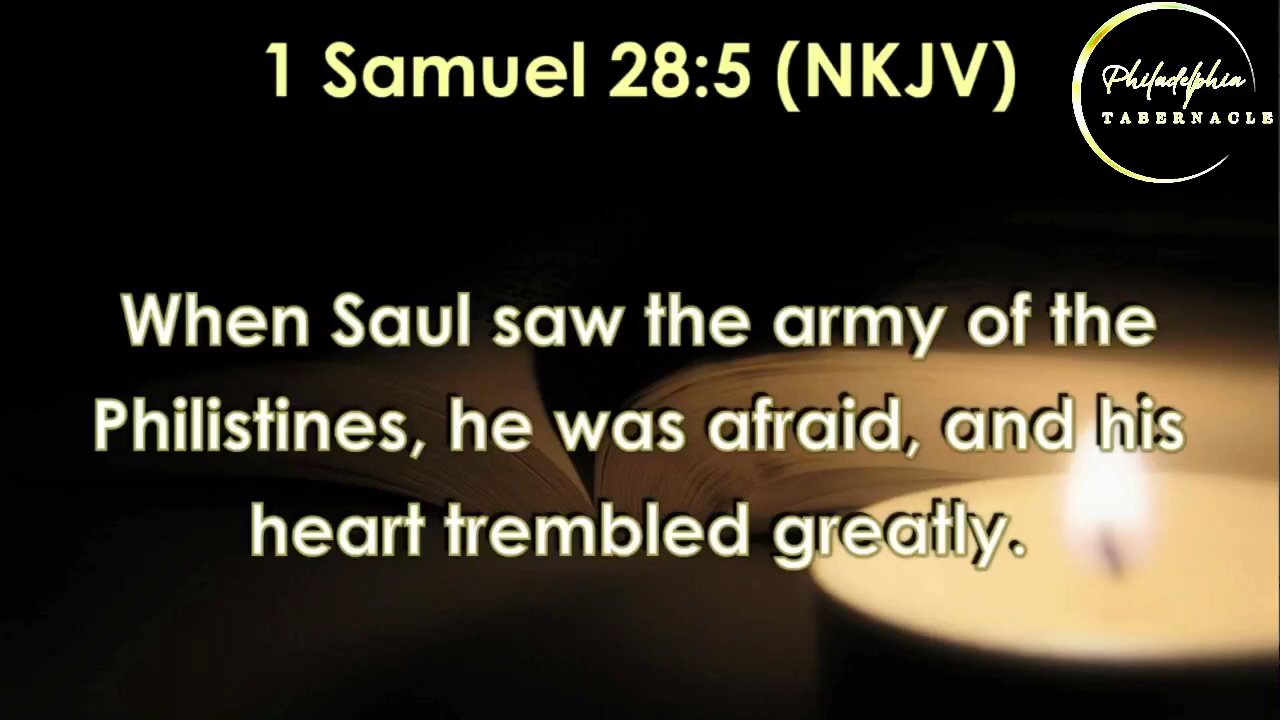 1 Samuel 28:5 (NKJV)
Philadelphia
TABERNACLE
When Saul saw the army of the
Philistines, he was afraid, and his
heart trembled greatly.